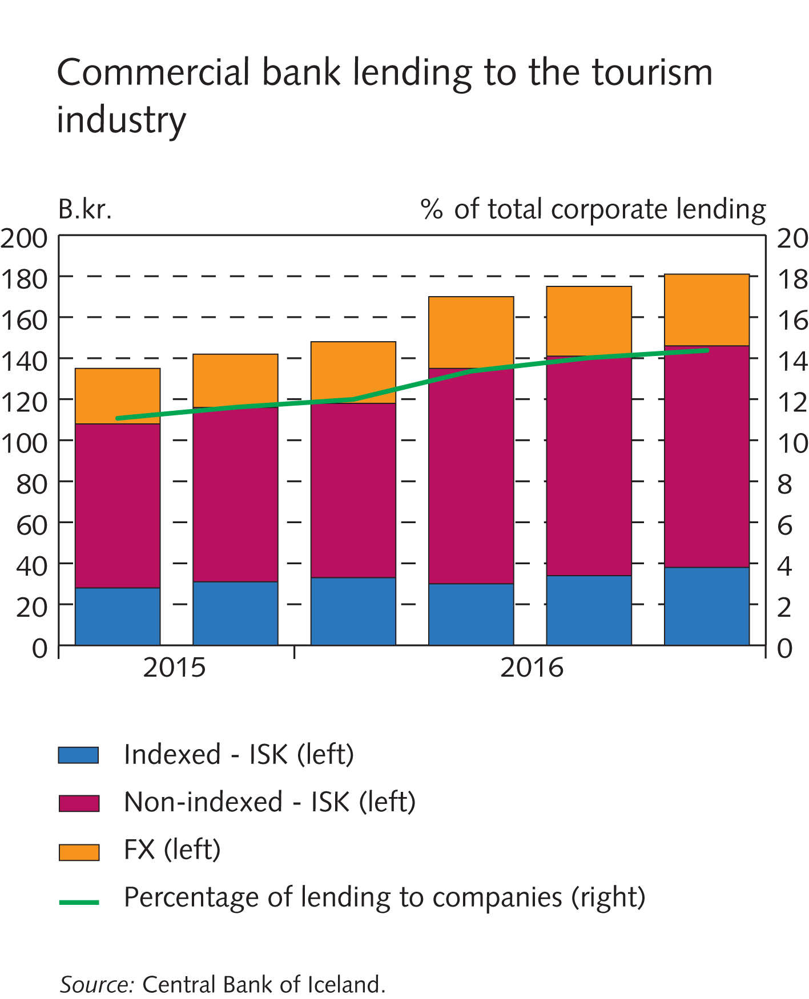 Commercial bank lending to the tourism
industry
B.kr.
% of total corporate lending
200
180
160
140
120
100
80
60
40
20
0
20
18
16
14
12
10
8
6
4
2
0
2015
2016
Indexed - ISK (left)
Non-indexed - ISK (left)
FX (left)
Percentage of lending to companies (right)
Source: Central Bank of Iceland.